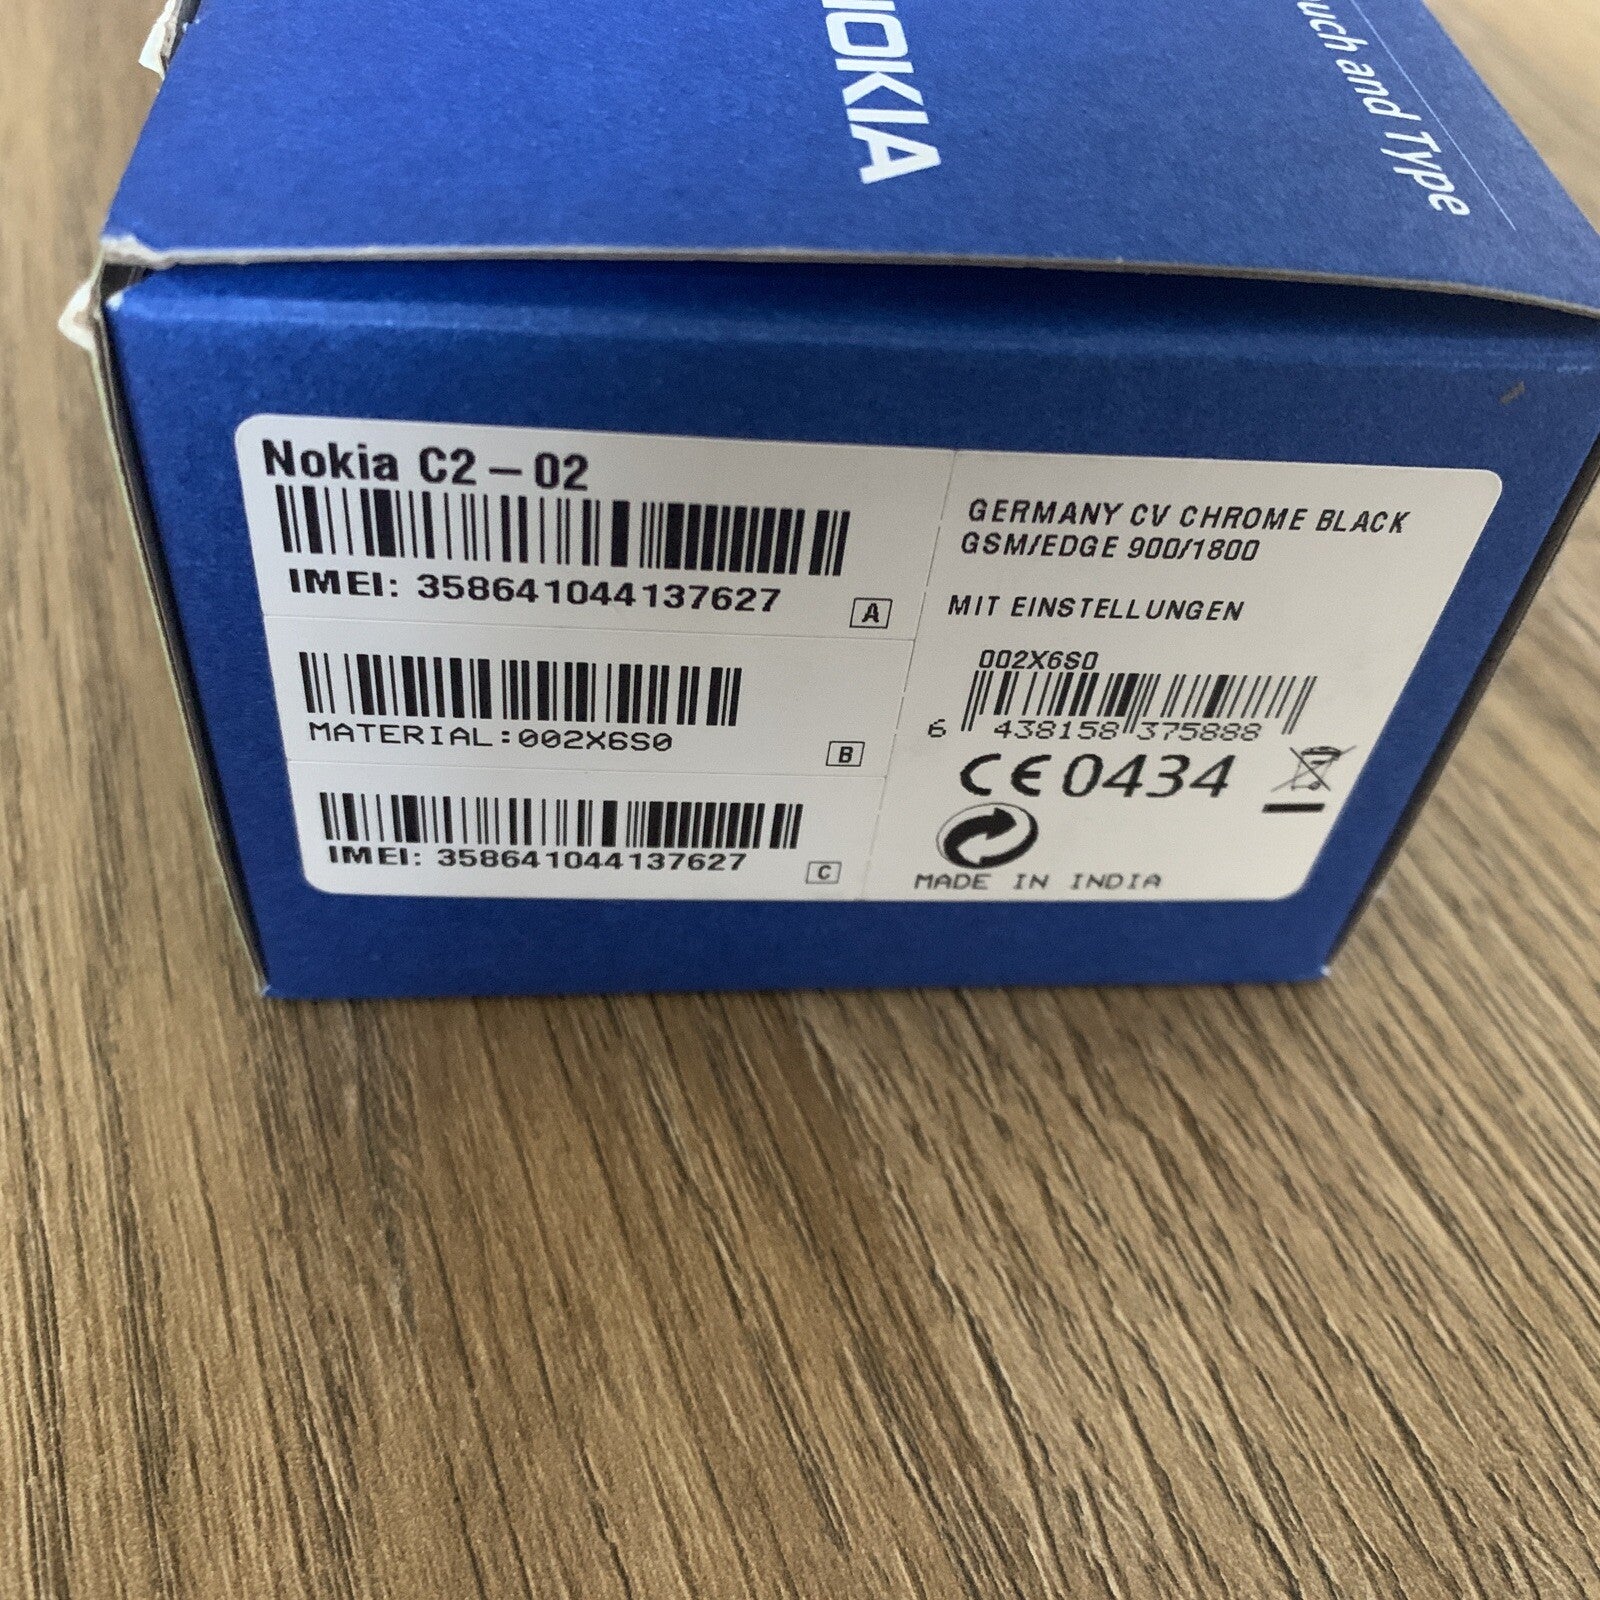 NOKIA
and Type
Nokia C2-02
IMEI: 358641044137627
A
MATERIAL:002X6S0
B
IMEI: 358641044137627
C
GERMANY CV CHROME BLACK
GSM/EDGE 900/1800
MIT EINSTELLUNGEN
002X6S0
6 438158 375888
CE0434
MADE IN INDIA